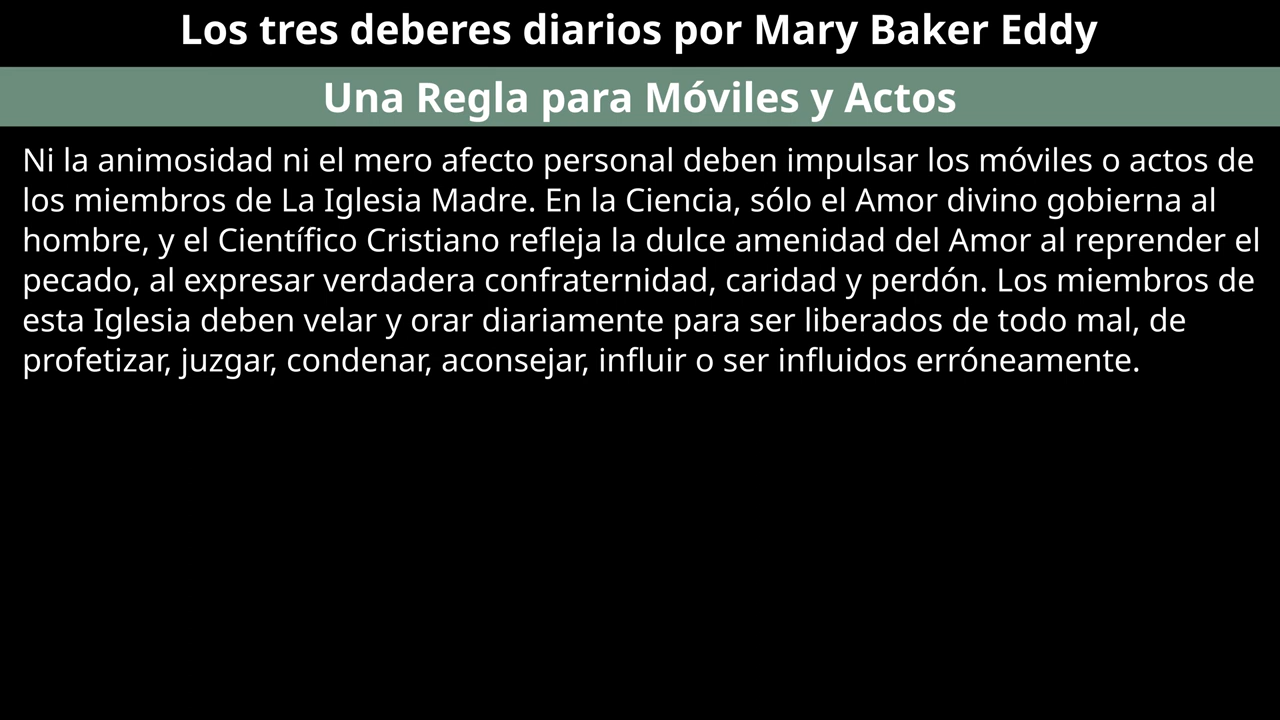 Los tres deberes diarios por Mary Baker Eddy
Una Regla para Móviles y Actos
Ni la animosidad ni el mero afecto personal deben impulsar los móviles o actos de
los miembros de La Iglesia Madre. En la Ciencia, sólo el Amor divino gobierna al
hombre, y el Científico Cristiano refleja la dulce amenidad del Amor al reprender el
pecado, al expresar verdadera confraternidad, caridad y perdón. Los miembros de
esta Iglesia deben velar y orar diariamente para ser liberados de todo mal, de
profetizar, juzgar, condenar, aconsejar, influir o ser influidos erróneamente.